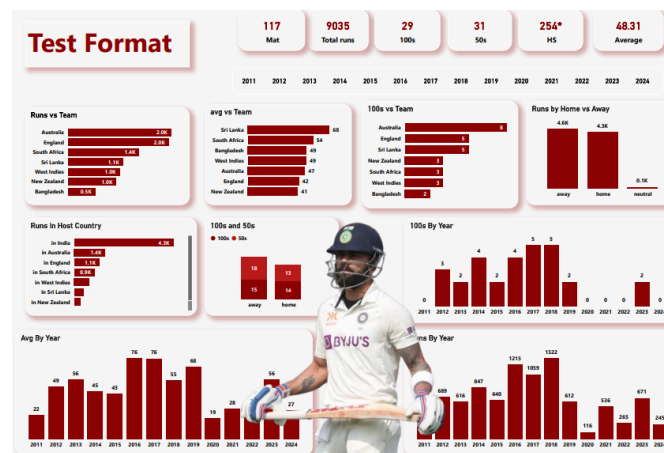 Test Format
117
Mat
9035
Total runs
29
100s
31
50s
254*
HS
48.31
Average
2011 2012 2013 2014 2015 2016 2017 2018 2019 2020 2021 2022 2023 2024
Runs vs Team
Australia 2.0K
England 2.0K
South Africa 1.4K
Sri Lanka 1.1K
West Indies 1.0K
New Zealand 1.0K
Bangladesh 0.5K
avg vs Team
Sri Lanka 68
South Africa 54
Bangladesh 49
West Indies 49
Australia 47
England 42
New Zealand 41
100s vs Team
Australia 8
England 5
Sri Lanka 5
New Zealand 3
South Africa 3
West Indies 3
Bangladesh 2
Runs by Home vs Away
4.6K 4.3K 0.1K
away home neutral
Runs In Host Country
in India 4.3K
in Australia 1.4K
in England 1.1K
in South Africa 0.9K
in West Indies
in Sri Lanka
in New Zealand
100s and 50s
100s 50s
18 13
15 14
away home
100s By Year
0 3 2 4 2 4 5 5 2 0 0 0 2 0
2011 2012 2013 2014 2015 2016 2017 2018 2019 2020 2021 2022 2023 202
Avg By Year
22 49 56 45 43 76 76 55 68 19 28 56 27
2011 2012 2013 2014 2015 2016 2017 2018 2019 2020 2021 2022 2023 2024
BYJU'S
ns By Year
689 616 847 640 1215 1059 1322 612 116 536 265 671 245
2012 2013 2014 2015 2016 2017 2018 2019 2020 2021 2022 2023 202